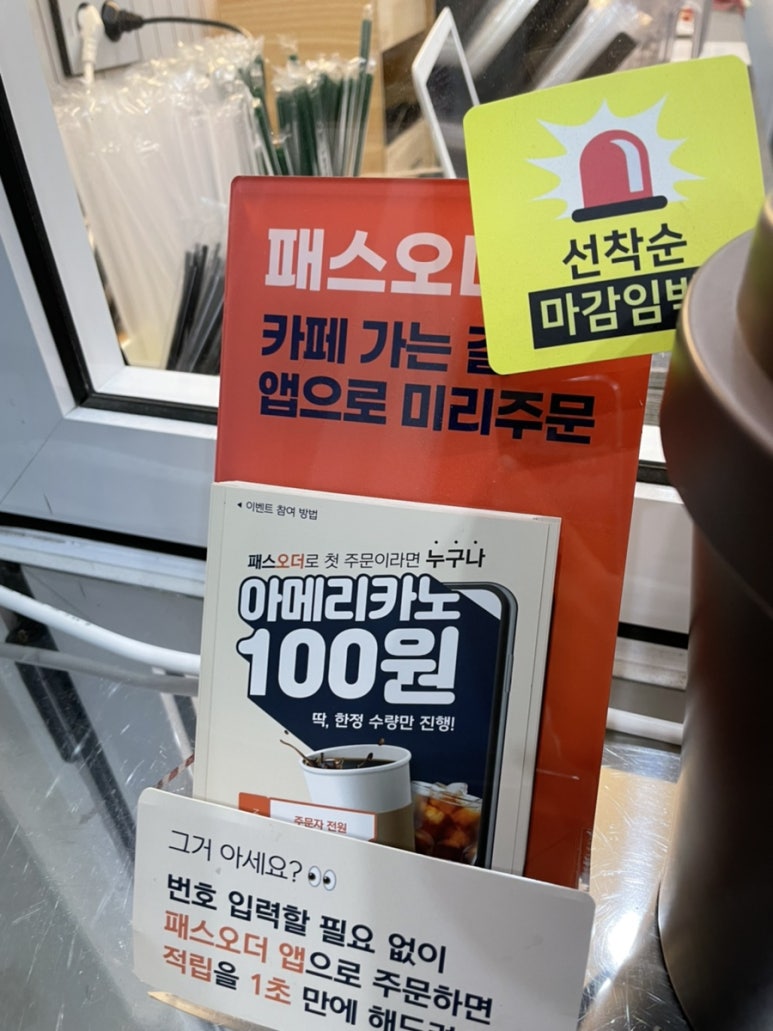 선착순
마감임박
패스오
카페 가는
앱으로 미리주문
◂ 이벤트 참여 방법
패스오더로 첫 주문이라면 누구나
아메리카노
100원
딱, 한정 수량만 진행!
주문자 전원
그거 아세요? 👀
번호 입력할 필요 없이
패스오더 앱으로 주문하면
적립을 1초 만에